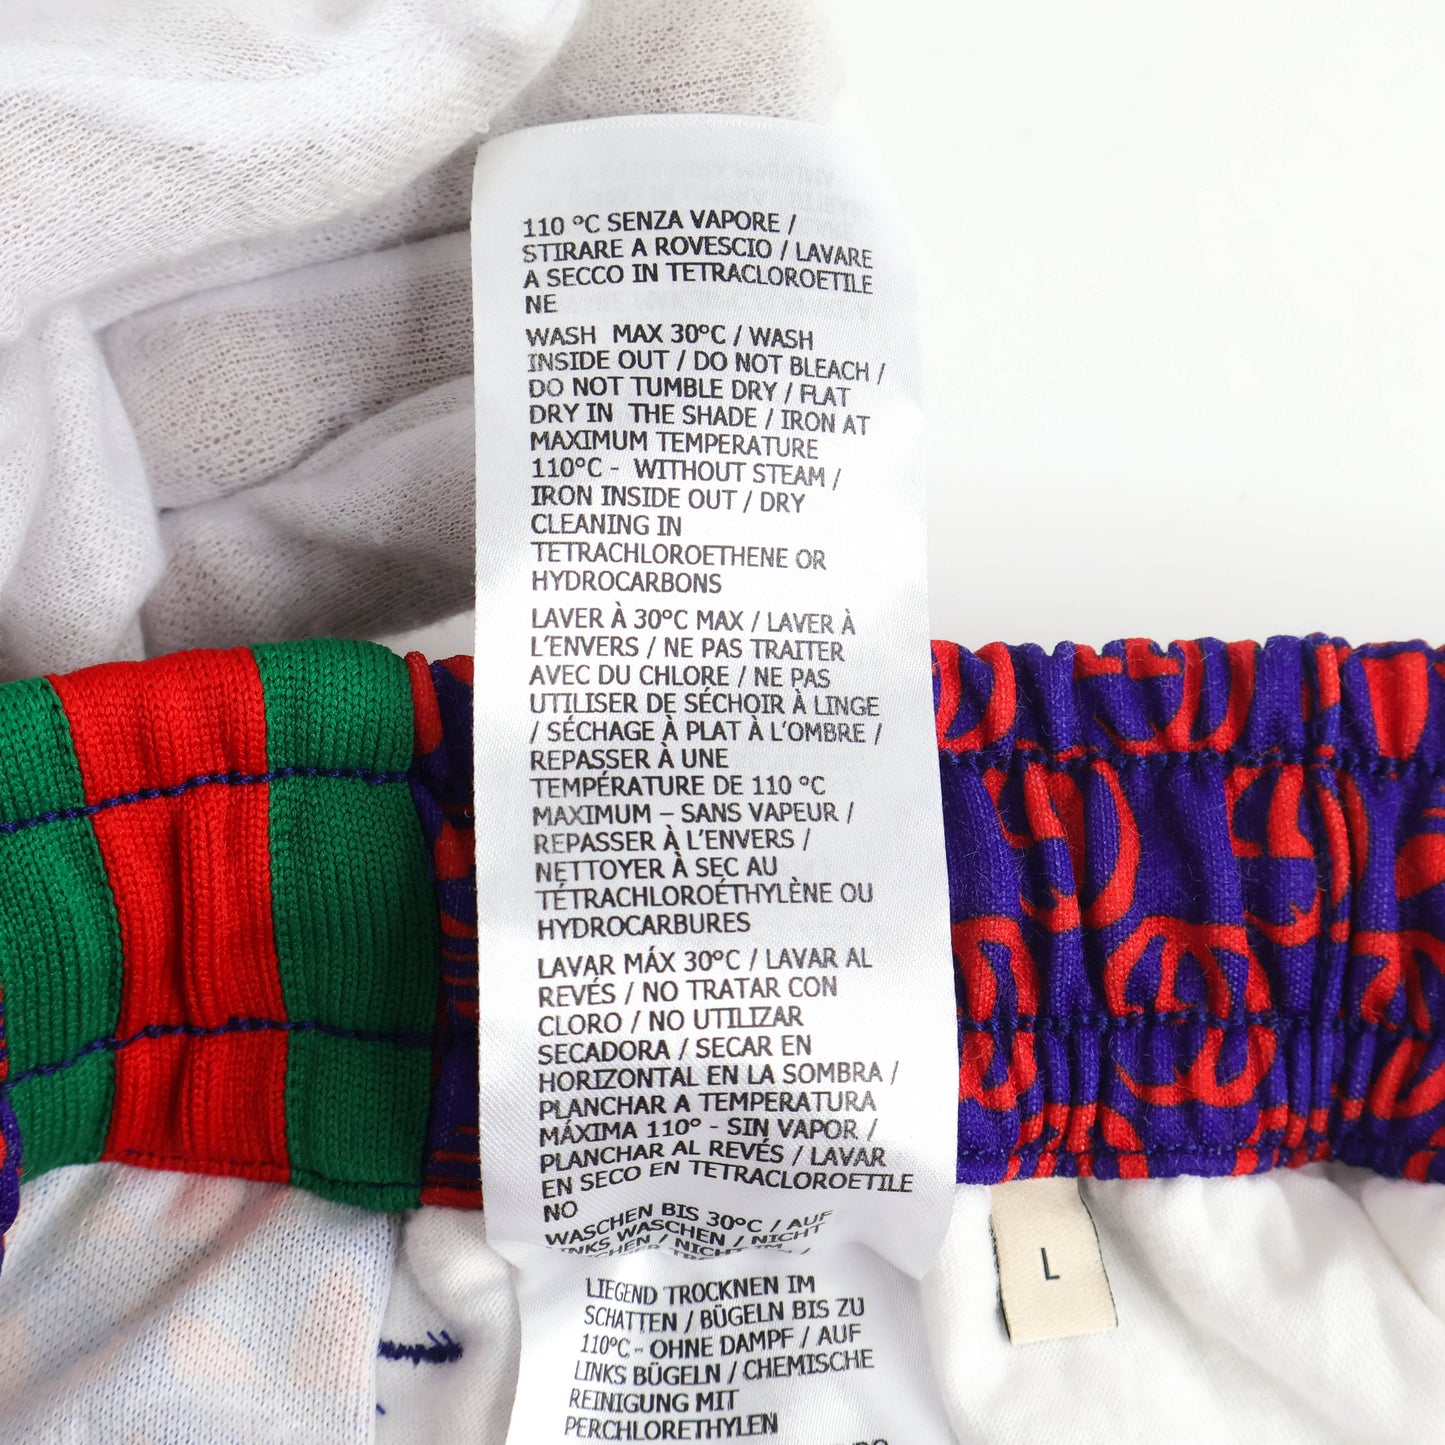 110 °C SENZA VAPORE /
STIRARE A ROVESCIO / LAVARE
A SECCO IN TETRACLOROETILE
NE
WASH MAX 30°C / WASH
INSIDE OUT / DO NOT BLEACH /
DO NOT TUMBLE DRY / FLAT
DRY IN THE SHADE / IRON AT
MAXIMUM TEMPERATURE
110°C - WITHOUT STEAM /
IRON INSIDE OUT / DRY
CLEANING IN
TETRACHLOROETHENE OR
HYDROCARBONS
LAVER À 30°C MAX / LAVER À
L'ENVERS / NE PAS TRAITER
AVEC DU CHLORE / NE PAS
UTILISER DE SÉCHOIR À LINGE
/ SÉCHAGE À PLAT À L'OMBRE /
REPASSER À UNE
TEMPÉRATURE DE 110 °C
MAXIMUM – SANS VAPEUR /
REPASSER À L'ENVERS /
NETTOYER À SEC AU
TÉTRACHLOROÉTHYLÈNE OU
HYDROCARBURES
LAVAR MÁX 30°C / LAVAR AL
REVÉS / NO TRATAR CON
CLORO / NO UTILIZAR
SECADORA / SECAR EN
HORIZONTAL EN LA SOMBRA /
PLANCHAR A TEMPERATURA
MÁXIMA 110° - SIN VAPOR /
PLANCHAR AL REVÉS / LAVAR
EN SECO EN TETRACLOROETILE
NO
WASCHEN BIS 30°C / AUF
LINKS WASCHEN / NICHT
/ NICHT IM
LIEGEND TROCKNEN IM
SCHATTEN / BÜGELN BIS ZU
110°C - OHNE DAMPF / AUF
LINKS BÜGELN / CHEMISCHE
REINIGUNG MIT
PERCHLORETHYLEN
L